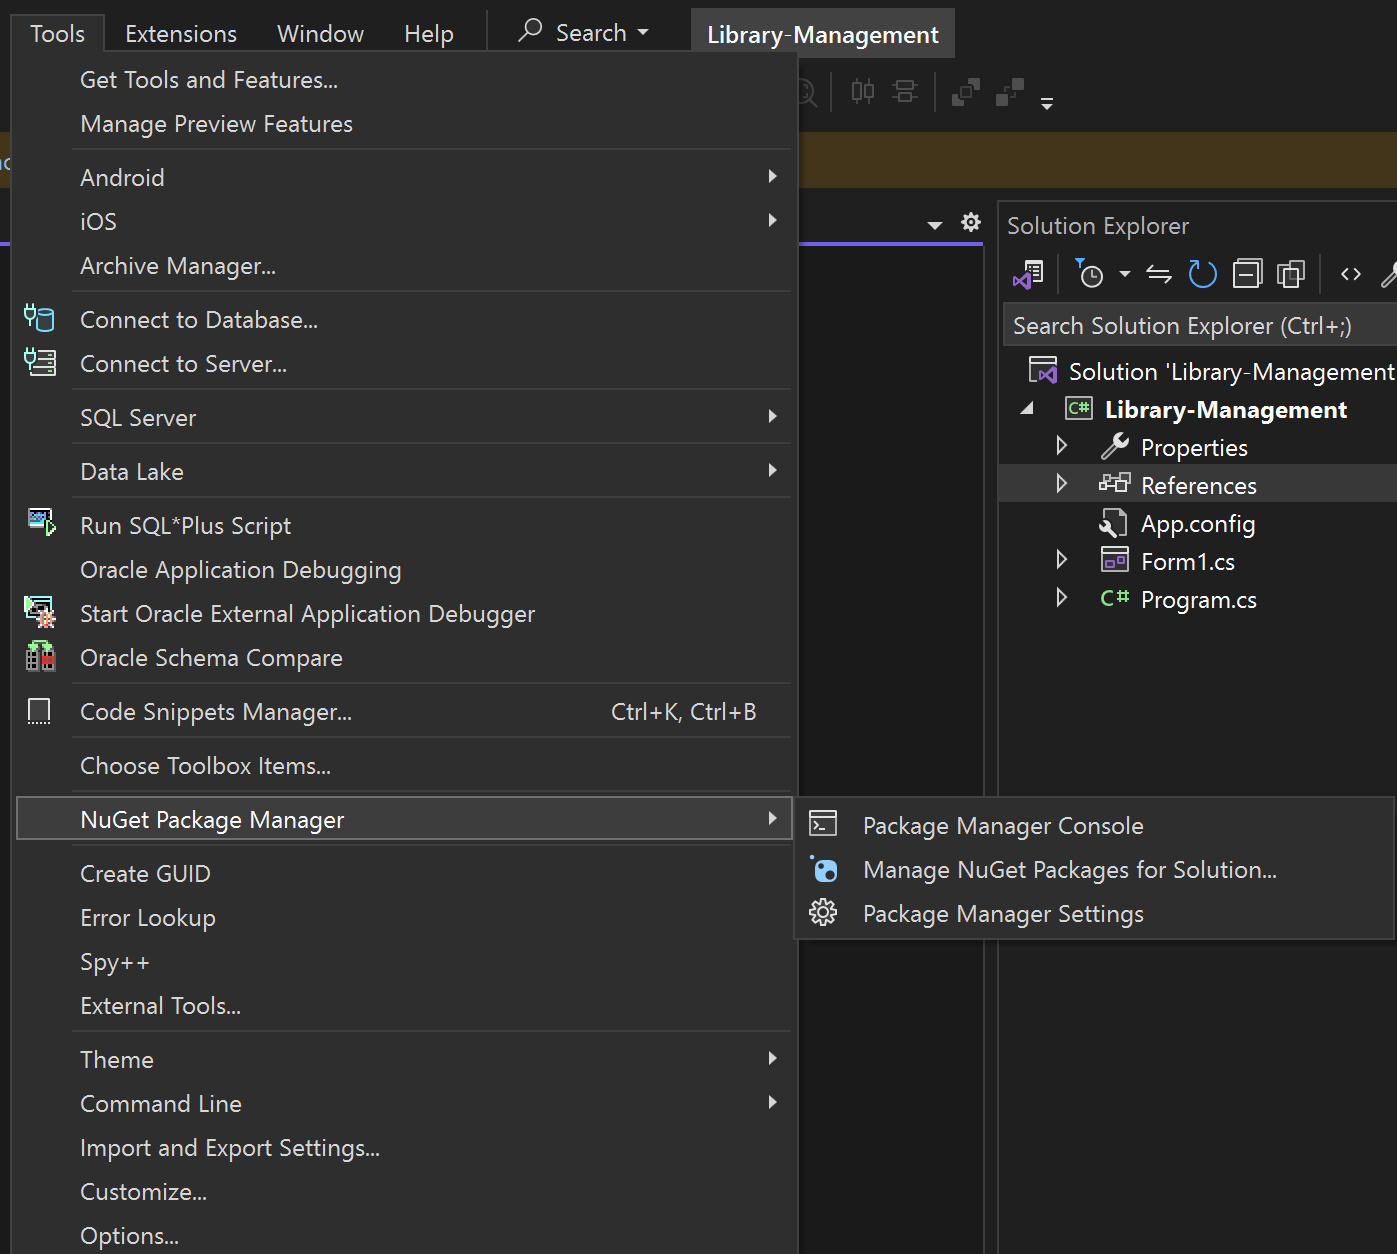 Tools Extensions Window Help Search Library-Management
Get Tools and Features...
Manage Preview Features
Android
iOS
Archive Manager...
Connect to Database...
Connect to Server...
SQL Server
Data Lake
Run SQL*Plus Script
Oracle Application Debugging
Start Oracle External Application Debugger
Oracle Schema Compare
Code Snippets Manager... Ctrl+K, Ctrl+B
Choose Toolbox Items...
NuGet Package Manager
Create GUID
Error Lookup
Spy++
External Tools...
Theme
Command Line
Import and Export Settings...
Customize...
Options...
Package Manager Console
Manage NuGet Packages for Solution...
Package Manager Settings
Solution Explorer
Search Solution Explorer (Ctrl+;)
Solution 'Library-Management
C# Library-Management
Properties
References
App.config
Form1.cs
C# Program.cs